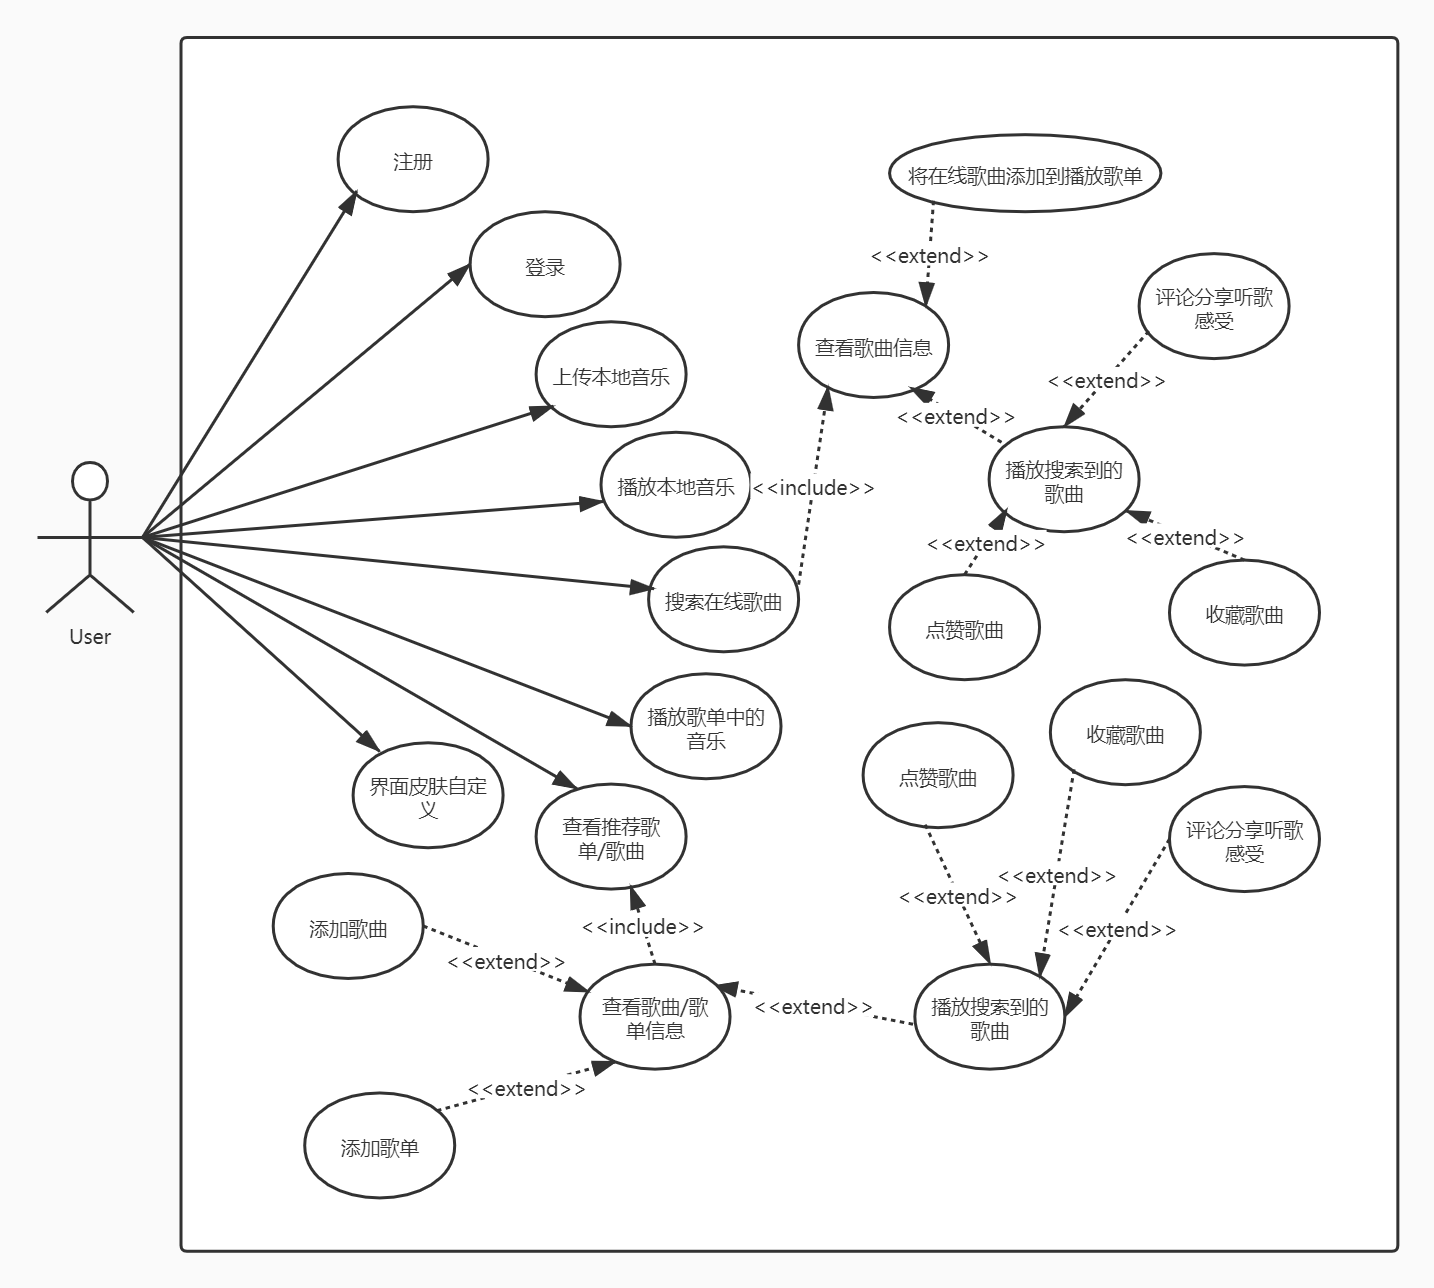 注册
将在线歌曲添加到播放歌单
登录
<<extend>>
评论分享听歌
感受
查看歌曲信息
上传本地音乐
<<extend>>
<<extend>>
播放搜索到的
歌曲
播放本地音乐
<<include>>
<<extend>>
<<extend>>
搜索在线歌曲
点赞歌曲
收藏歌曲
User
播放歌单中的
音乐
收藏歌曲
点赞歌曲
界面皮肤自定
义
查看推荐歌
单/歌曲
评论分享听歌
感受
<<extend>>
<<extend>>
添加歌曲
<<include>>
<<extend>>
<<extend>>
查看歌曲/歌
单信息
<<extend>>
播放搜索到的
歌曲
<<extend>>
添加歌单